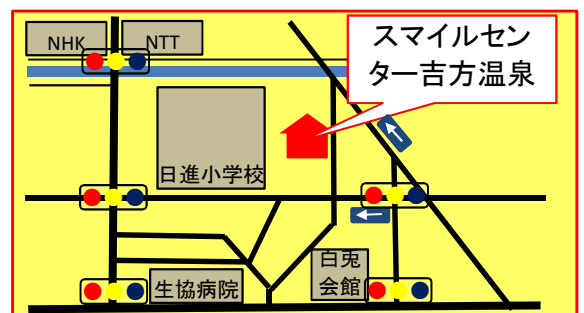 NHK
NTT
スマイルセン
ター吉方温泉
日進小学校
生協病院
白兎
会館